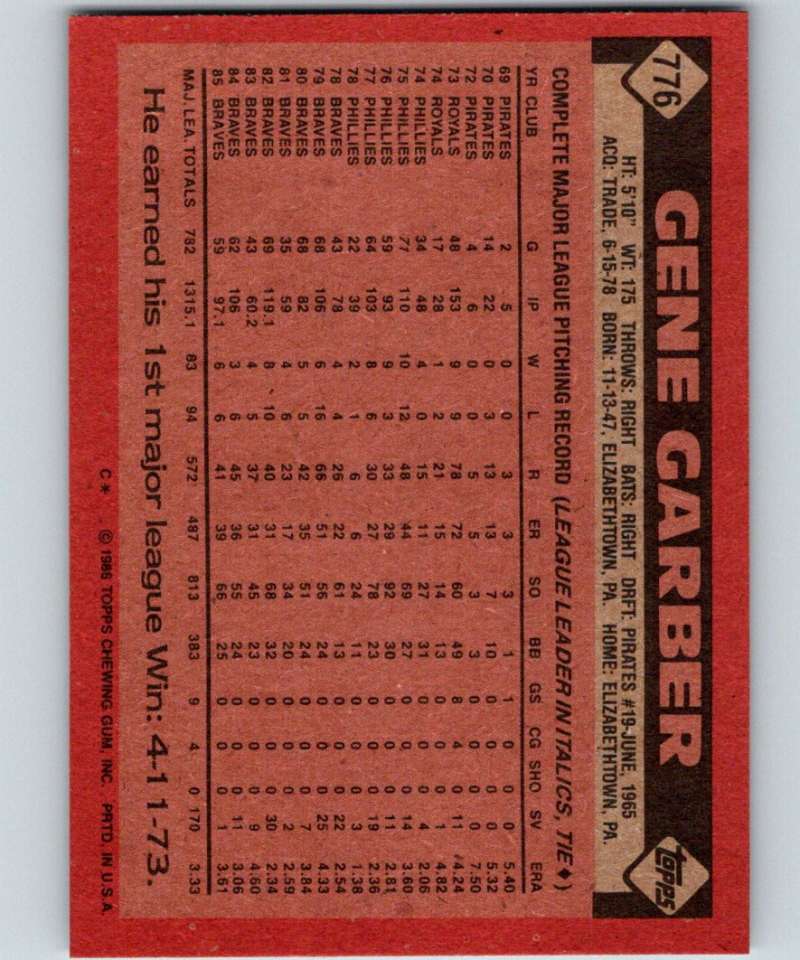 776
GENE GARBER
topps
HT: 5'10" WT: 175 THROWS: RIGHT BATS: RIGHT DRFT: PIRATES #19-JUNE, 1965
ACQ: TRADE, 6-15-78 BORN: 11-13-47, ELIZABETHTOWN, PA. HOME: ELIZABETHTOWN, PA.
COMPLETE MAJOR LEAGUE PITCHING RECORD (LEAGUE LEADER IN ITALICS, TIE♦)
YR CLUB G IP W L R ER SO BB GS CG SHO SV ERA
69 PIRATES 2 5 0 0 3 3 3 1 1 0 0 0 5.40
70 PIRATES 14 22 0 3 13 13 7 10 0 0 0 0 5.32
72 PIRATES 4 6 0 0 5 5 3 3 0 0 0 0 7.50
73 ROYALS 48 153 9 9 78 72 60 49 8 4 0 11 4.24
74 ROYALS 17 28 1 2 21 15 14 13 0 0 0 1 4.82
74 PHILLIES 34 48 4 0 15 11 27 31 0 0 0 4 2.06
75 PHILLIES 77 110 10 12 48 44 69 27 0 0 0 14 3.60
76 PHILLIES 59 93 9 3 33 29 92 30 0 0 0 11 2.81
77 PHILLIES 64 103 8 6 30 27 78 23 0 0 0 19 2.36
78 PHILLIES 22 39 2 1 6 6 24 11 0 0 0 3 1.38
78 BRAVES 43 78 4 4 26 22 61 13 0 0 0 22 2.54
79 BRAVES 68 106 6 16 66 51 56 24 0 0 0 25 4.33
80 BRAVES 68 82 5 5 42 35 51 24 0 0 0 7 3.84
81 BRAVES 35 59 4 6 23 17 34 20 0 0 0 2 2.59
82 BRAVES 69 119.1 8 10 40 31 68 32 0 0 0 30 2.34
83 BRAVES 43 60.2 4 5 37 31 45 23 0 0 0 9 4.60
84 BRAVES 62 106 3 6 45 36 55 24 0 0 0 11 3.06
85 BRAVES 59 97.1 6 6 41 39 66 25 0 0 0 1 3.61
MAJ. LEA. TOTALS 782 1315.1 83 94 572 487 813 383 9 4 0 170 3.33
He earned his 1st major league Win: 4-11-73.
C* © 1986 TOPPS CHEWING GUM, INC. PRTD. IN U.S.A.